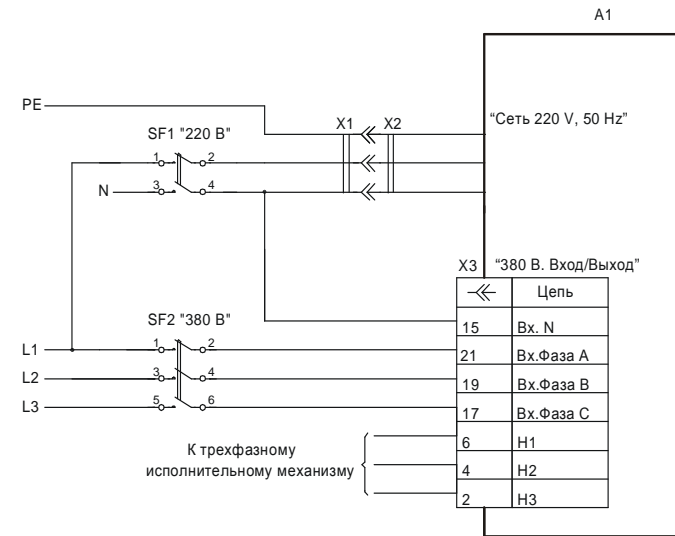 A1
PE
SF1 "220 В"
X1 X2
“Сеть 220 V, 50 Hz”
1 2
N 3 4
X3 “380 В. Вход/Выход”
Цепь
SF2 "380 В"
15 Вх. N
L1 1 2
21 Вх.Фаза А
L2 3 4
19 Вх.Фаза В
L3 5 6
17 Вх.Фаза С
6 Н1
К трехфазному
исполнительному механизму
4 Н2
2 Н3